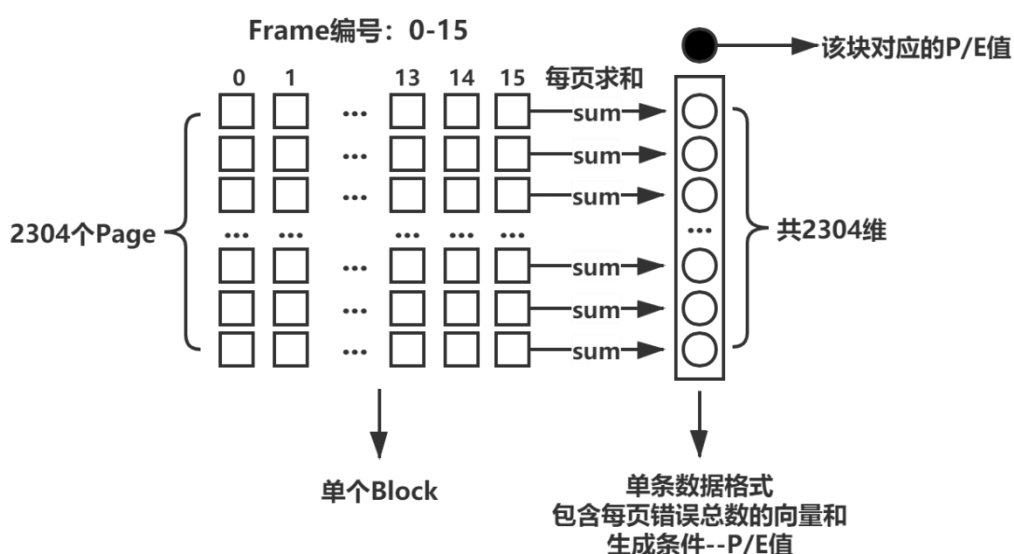 Frame编号：0-15
该块对应的P/E值
0 1 13 14 15 每页求和
... sum
... sum
... sum
2304个Page ... ... ... ... ... ... 共2304维
... sum
... sum
... sum
单个Block
单条数据格式
包含每页错误总数的向量和
生成条件--P/E值